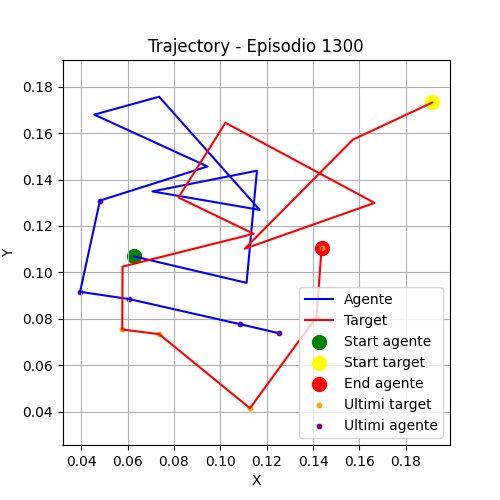 Trajectory - Episodio 1300
Y
0.18
0.16
0.14
0.12
0.10
0.08
0.06
0.04
Agente
Target
Start agente
Start target
End agente
Ultimi target
Ultimi agente
0.04 0.06 0.08 0.10 0.12 0.14 0.16 0.18
X